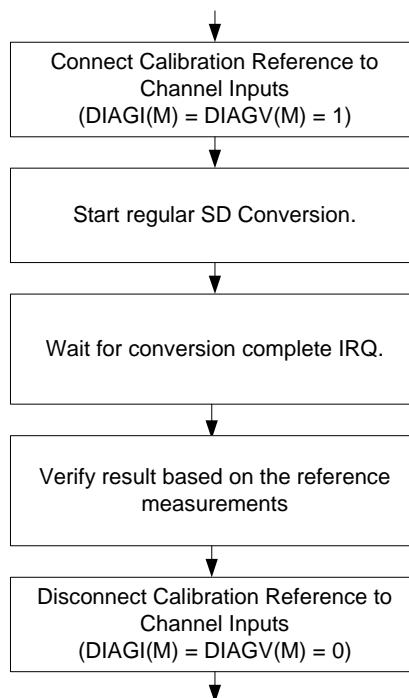 Connect Calibration Reference to
Channel Inputs
(DIAGI(M) = DIAGV(M) = 1)
Start regular SD Conversion.
Wait for conversion complete IRQ.
Verify result based on the reference
measurements
Disconnect Calibration Reference to
Channel Inputs
(DIAGI(M) = DIAGV(M) = 0)